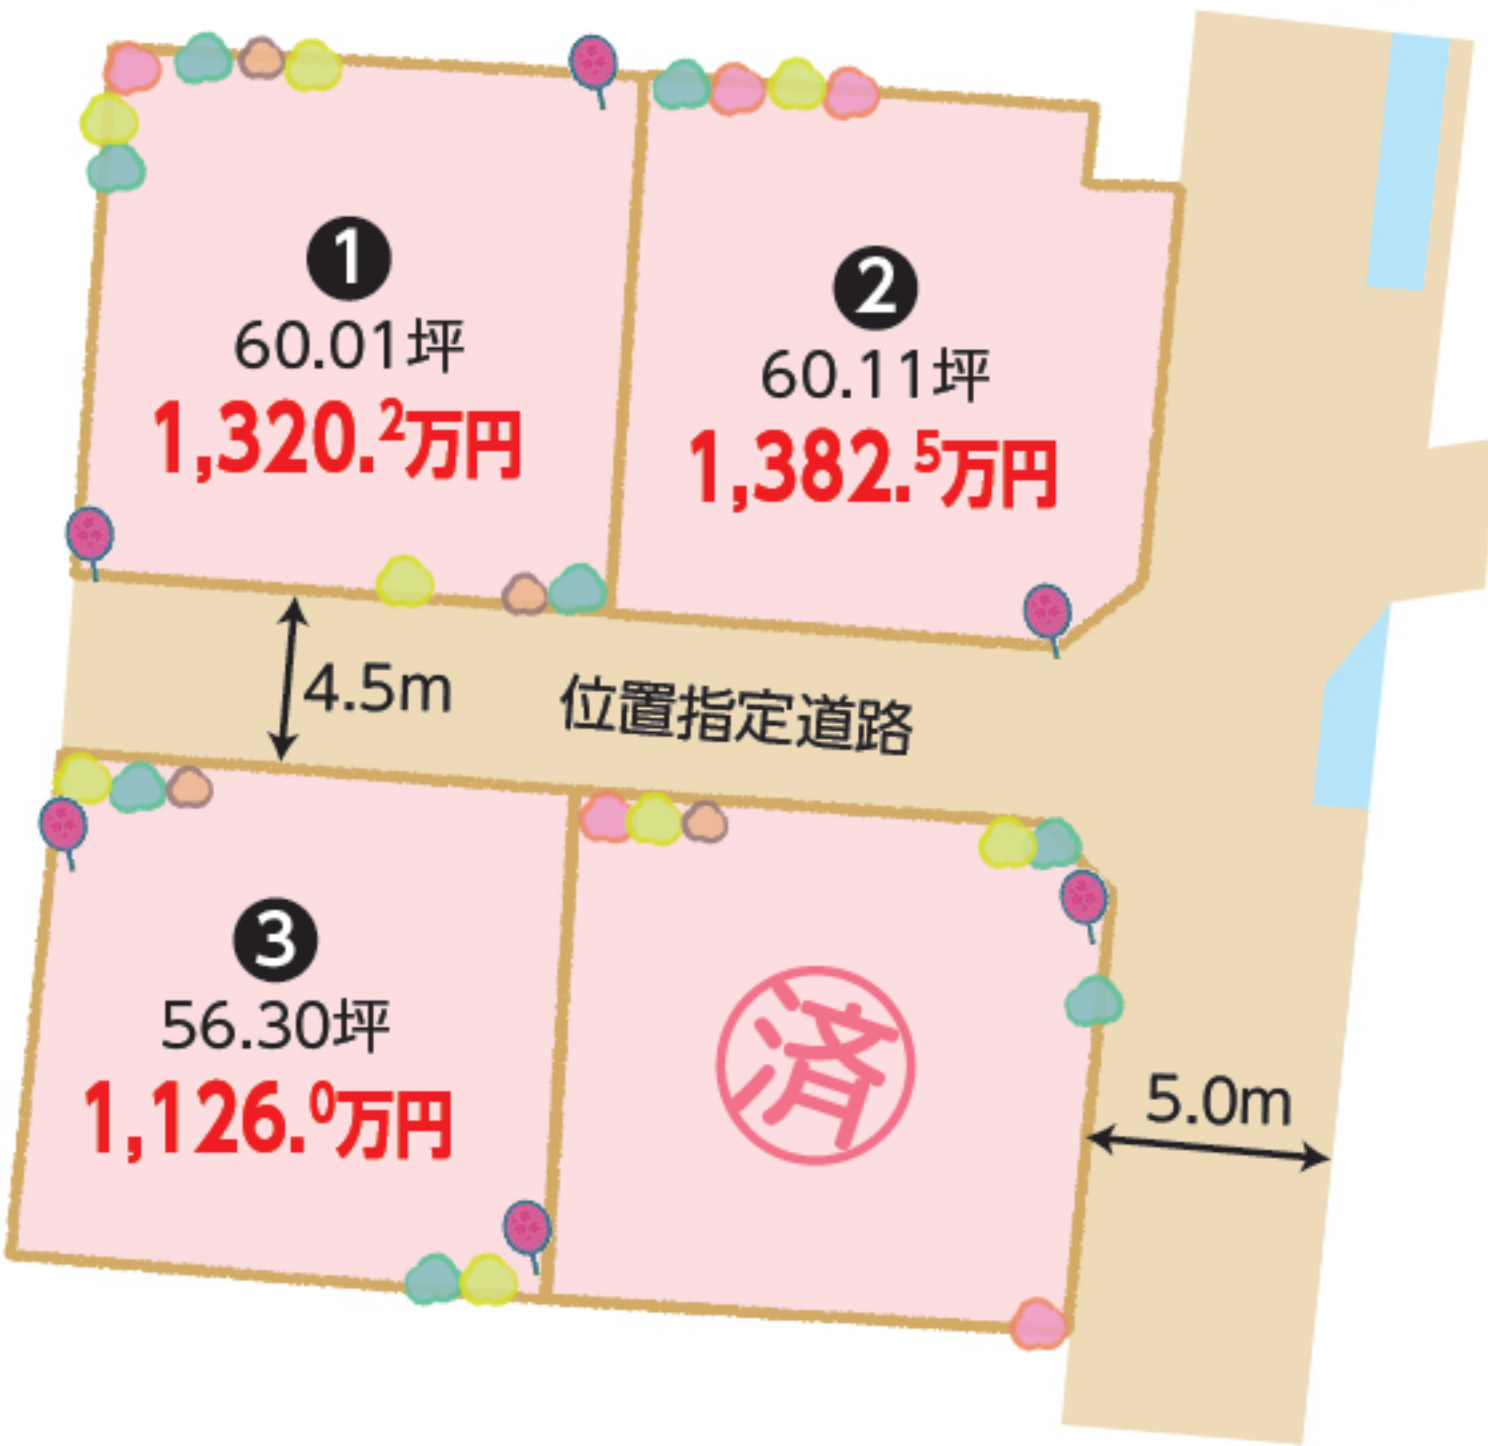 ❶
60.01坪
1,320.2万円
❷
60.11坪
1,382.5万円
4.5m
位置指定道路
❸
56.30坪
1,126.0万円
済
5.0m